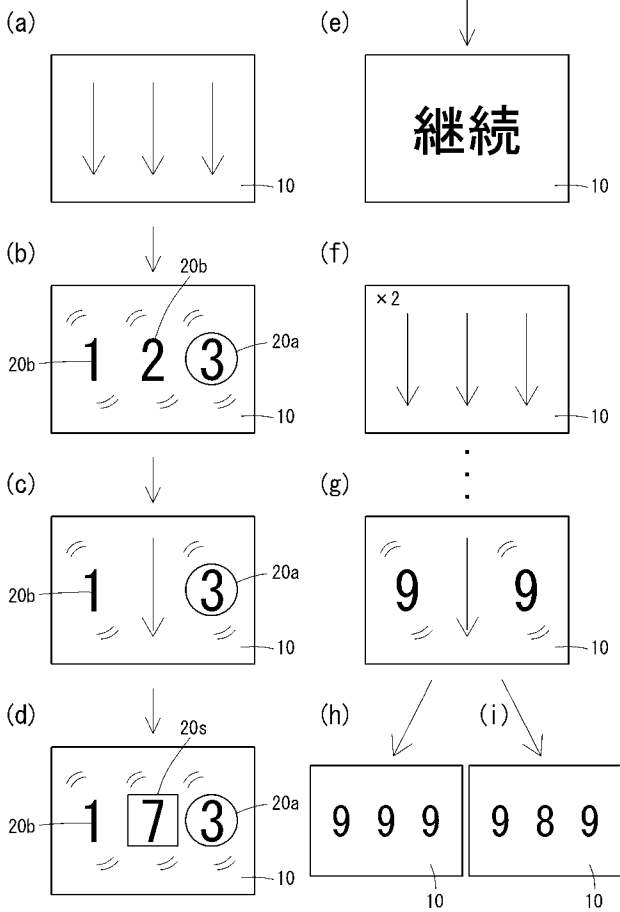 (a)
10
(b)
20b
20b 1 2 3 20a
10
(c)
20b 1 3 20a
10
(d)
20s
20b 1 7 3 20a
10
(e)
継続
10
(f)
×2
10
(g)
9 9
10
(h)
9 9 9
10
(i)
9 8 9
10